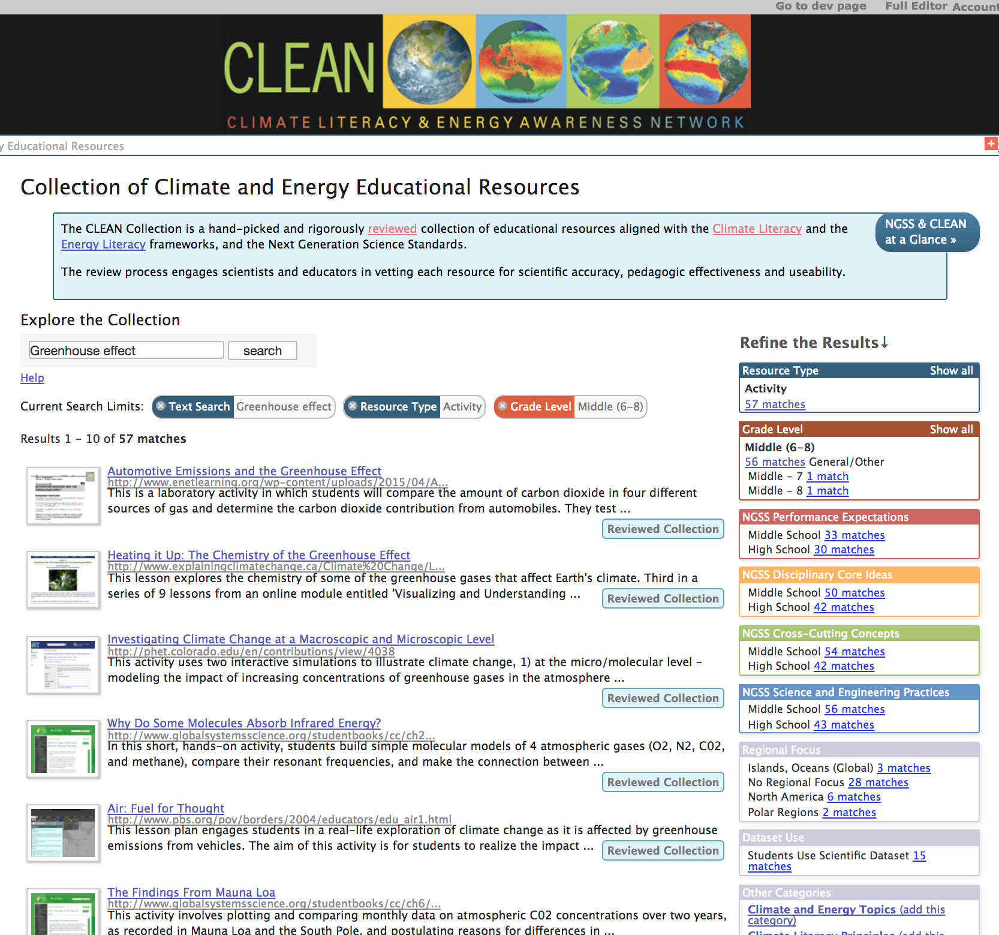 Go to dev page Full Editor Account
CLEAN
CLIMATE LITERACY & ENERGY AWARENESS NETWORK
y Educational Resources
Collection of Climate and Energy Educational Resources
The CLEAN Collection is a hand-picked and rigorously reviewed collection of educational resources aligned with the Climate Literacy and the
Energy Literacy frameworks, and the Next Generation Science Standards.
The review process engages scientists and educators in vetting each resource for scientific accuracy, pedagogic effectiveness and useability.
NGSS & CLEAN
at a Glance »
Explore the Collection
Greenhouse effect search
Help
Current Search Limits: Text Search Greenhouse effect Resource Type Activity Grade Level Middle (6-8)
Results 1 - 10 of 57 matches
Automotive Emissions and the Greenhouse Effect
http://www.enetlearning.org/wp-content/uploads/2015/04/A...
This is a laboratory activity in which students will compare the amount of carbon dioxide in four different
sources of gas and determine the carbon dioxide contribution from automobiles. They test ...
Reviewed Collection
Heating it Up: The Chemistry of the Greenhouse Effect
http://www.explainingclimatechange.ca/Climate%20Change/L...
This lesson explores the chemistry of some of the greenhouse gases that affect Earth's climate. Third in a
series of 9 lessons from an online module entitled 'Visualizing and Understanding ...
Reviewed Collection
Investigating Climate Change at a Macroscopic and Microscopic Level
http://phet.colorado.edu/en/contributions/view/4038
This activity uses two interactive simulations to illustrate climate change, 1) at the micro/molecular level -
modeling the impact of increasing concentrations of greenhouse gases in the atmosphere ...
Reviewed Collection
Why Do Some Molecules Absorb Infrared Energy?
http://www.globalsystemsscience.org/studentbooks/cc/ch2...
In this short, hands-on activity, students build simple molecular models of 4 atmospheric gases (O2, N2, C02,
and methane), compare their resonant frequencies, and make the connection between ...
Reviewed Collection
Air: Fuel for Thought
http://www.pbs.org/pov/borders/2004/educators/edu_air1.html
This lesson plan engages students in a real-life exploration of climate change as it is affected by greenhouse
emissions from vehicles. The aim of this activity is for students to realize the impact ...
Reviewed Collection
The Findings From Mauna Loa
http://www.globalsystemsscience.org/studentbooks/cc/ch6/...
This activity involves plotting and comparing monthly data on atmospheric C02 concentrations over two years,
as recorded in Mauna Loa and the South Pole, and postulating reasons for differences in ...
Refine the Results↓
Resource Type Show all
Activity
57 matches
Grade Level Show all
Middle (6-8)
56 matches General/Other
Middle - 7 1 match
Middle - 8 1 match
NGSS Performance Expectations
Middle School 33 matches
High School 30 matches
NGSS Disciplinary Core Ideas
Middle School 50 matches
High School 42 matches
NGSS Cross-Cutting Concepts
Middle School 54 matches
High School 42 matches
NGSS Science and Engineering Practices
Middle School 56 matches
High School 43 matches
Regional Focus
Islands, Oceans (Global) 3 matches
No Regional Focus 28 matches
North America 6 matches
Polar Regions 2 matches
Dataset Use
Students Use Scientific Dataset 15
matches
Other Categories
Climate and Energy Topics (add this
category)
Climate Literacy Principles (add this